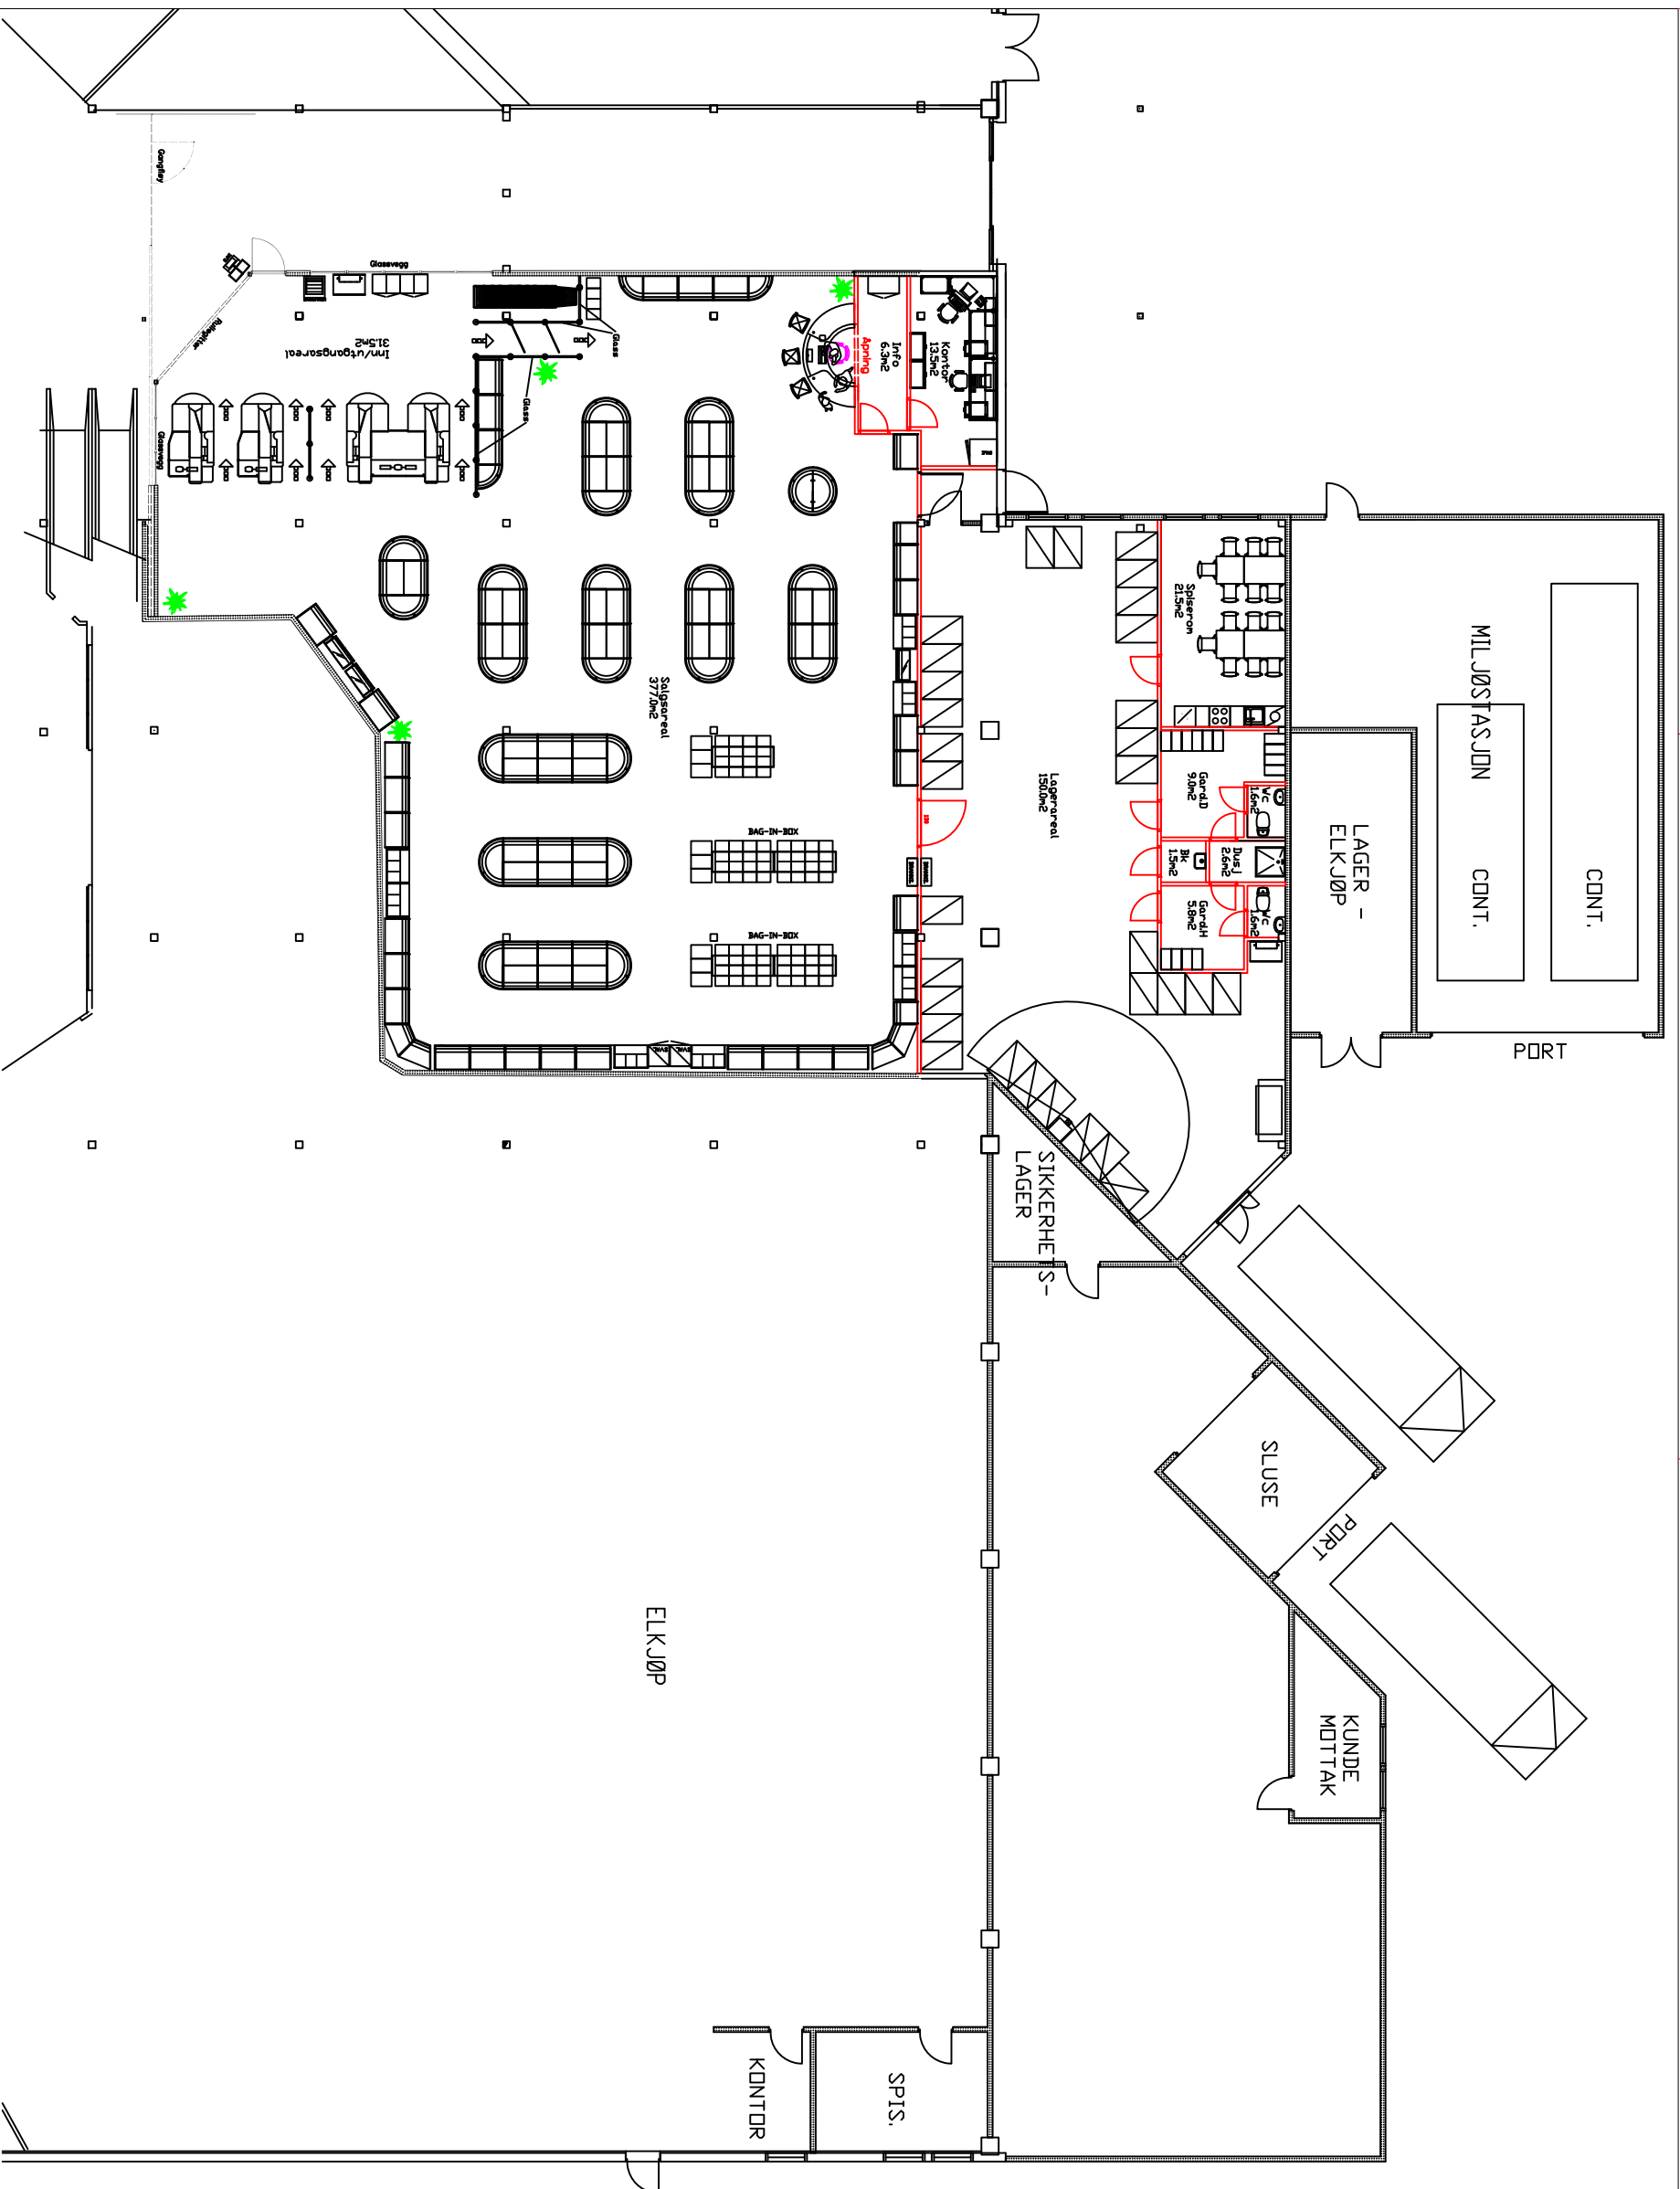 Gangfløy
Glassvegg
Rullegitter
Inn/utgangsareal
31.5m2
Glassvegg
Glass
Glass
Åpning
Info
6.3m2
Kontor
13.5m2
Spiserom
21.5m2
Salgsareal
377.0m2
Lagerareal
150.0m2
Gard.D
9.0m2
Wc
1.6m2
Dusj
2.6m2
Bk
1.5m2
Gard.H
5.8m2
Wc
1.6m2
BAG-IN-BOX
BAG-IN-BOX
MILJØSTASJON
CONT.
CONT.
LAGER -
ELKJØP
PORT
SIKKERHETS-
LAGER
SLUSE
PORT
KUNDE
MOTTAK
ELKJØP
KONTOR
SPIS.